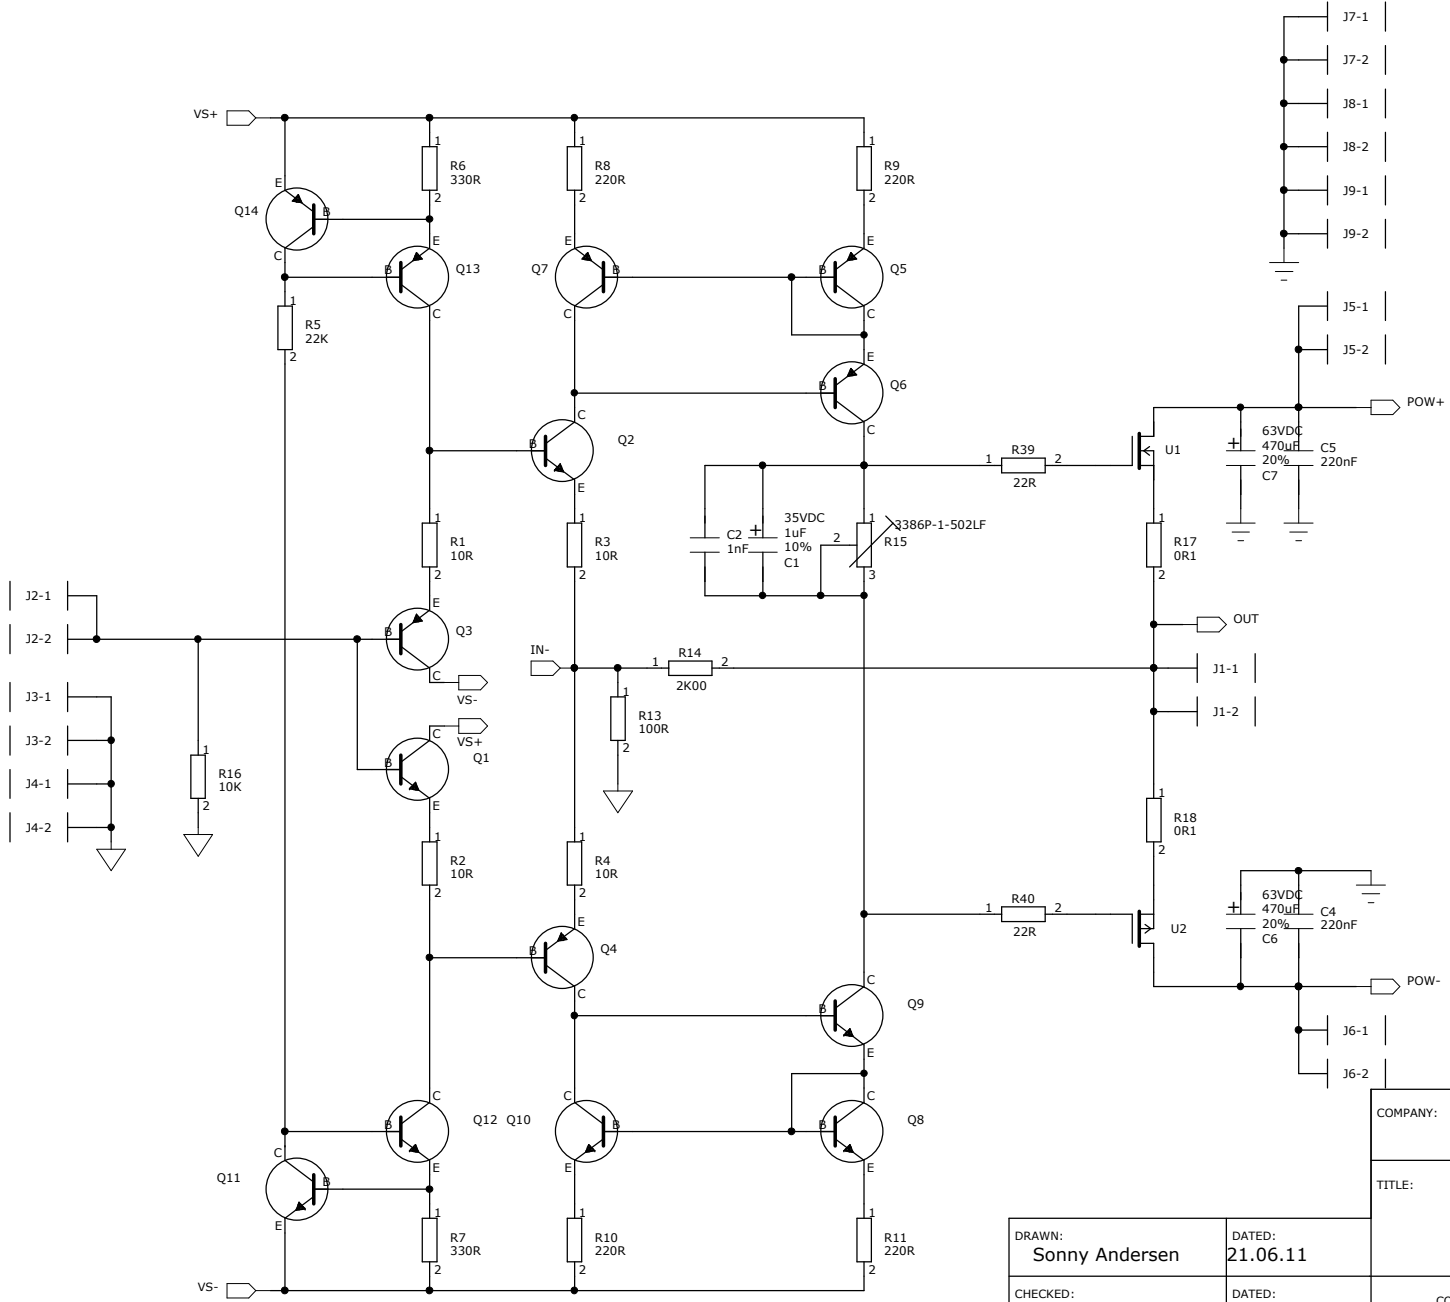 J7-1
J7-2
J8-1
J8-2
J9-1
J9-2
VS+
1
R6
330R
2
1
R8
220R
2
1
R9
220R
2
E
Q14
B
C
E
B
Q13
C
E
Q7
B
C
E
B
Q5
C
1
R5
22K
2
J5-1
J5-2
E
B
Q6
C
POW+
C
B
Q2
E
1
R39
2
22R
U1
63VDC
+
470uF
20%
C7
C5
220nF
1
R1
10R
2
1
R3
10R
2
C2
1nF
35VDC
+
1uF
10%
C1
1
3386P-1-502LF
2
R15
3
1
R17
0R1
2
J2-1
J2-2
E
B
Q3
C
VS-
IN-
1
R14
2
2K00
OUT
J1-1
J1-2
J3-1
J3-2
J4-1
J4-2
1
R13
100R
2
C
VS+
Q1
B
E
1
R16
10K
2
1
R18
0R1
2
1
R2
10R
2
1
R4
10R
2
1
R40
2
22R
U2
63VDC
+
470uF
20%
C6
C4
220nF
E
B
Q4
C
C
B
Q9
E
POW-
J6-1
J6-2
C
B
Q12
E
Q10
C
B
E
C
B
Q8
E
C
Q11
B
E
1
R7
330R
2
1
R10
220R
2
1
R11
220R
2
VS-
COMPANY:
TITLE:
DRAWN:
Sonny Andersen
DATED:
21.06.11
CHECKED:
DATED:
CO